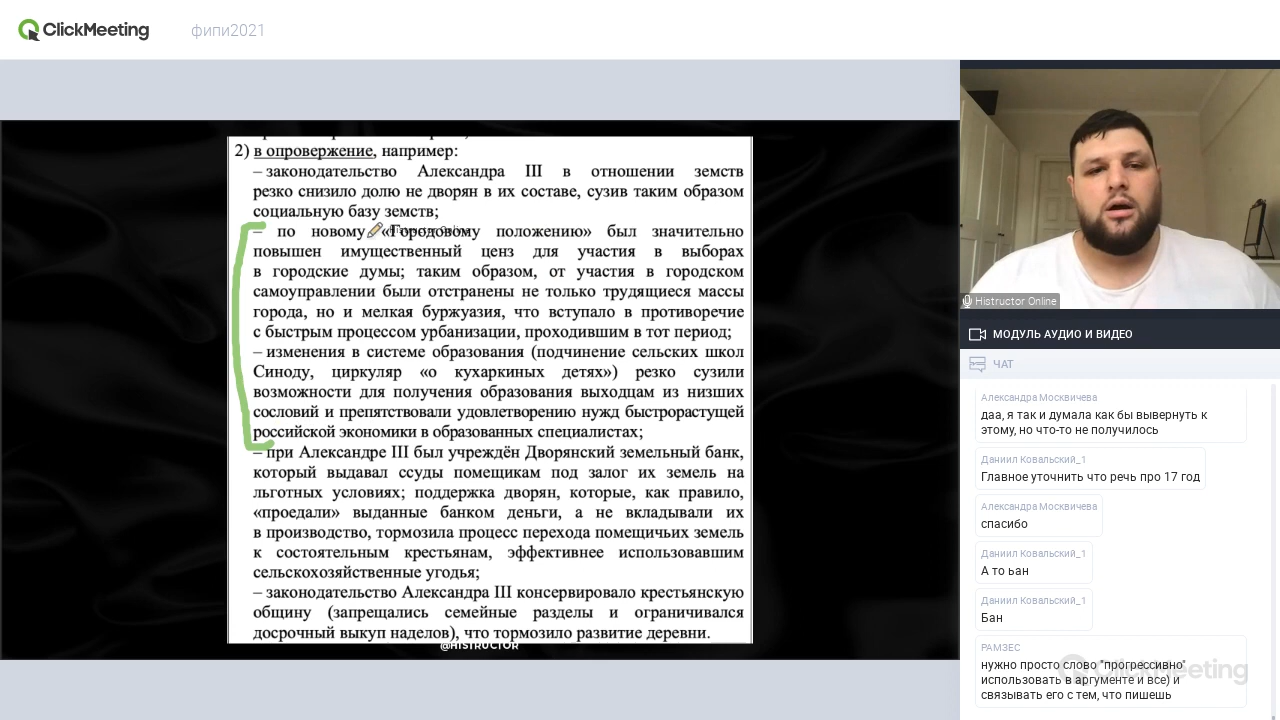 ClickMeeting
фипи2021
2) в опровержение, например:
– законодательство Александра III в отношении земств
резко снизило долю не дворян в их составе, сузив таким образом
социальную базу земств;
– по новому «Городовому положению» был значительно
повышен имущественный ценз для участия в выборах
в городские думы; таким образом, от участия в городском
самоуправлении были отстранены не только трудящиеся массы
города, но и мелкая буржуазия, что вступало в противоречие
с быстрым процессом урбанизации, проходившим в тот период;
– изменения в системе образования (подчинение сельских школ
Синоду, циркуляр «о кухаркиных детях») резко сузили
возможности для получения образования выходцам из низших
сословий и препятствовали удовлетворению нужд быстрорастущей
российской экономики в образованных специалистах;
– при Александре III был учреждён Дворянский земельный банк,
который выдавал ссуды помещикам под залог их земель на
льготных условиях; поддержка дворян, которые, как правило,
«проедали» выданные банком деньги, а не вкладывали их
в производство, тормозила процесс перехода помещичьих земель
к состоятельным крестьянам, эффективнее использовавшим
сельскохозяйственные угодья;
– законодательство Александра III консервировало крестьянскую
общину (запрещались семейные разделы и ограничивался
досрочный выкуп наделов), что тормозило развитие деревни.
@HISTRUCTOR
Histructor Online
МОДУЛЬ АУДИО И ВИДЕО
ЧАТ
Александра Москвичева
даа, я так и думала как бы вывернуть к
этому, но что-то не получилось
Даниил Ковальский_1
Главное уточнить что речь про 17 год
Александра Москвичева
спасибо
Даниил Ковальский_1
А то ьан
Даниил Ковальский_1
Бан
РАМЗЕС
нужно просто слово "прогрессивно"
использовать в аргументе и все) и
связывать его с тем, что пишешь
ClickMeeting